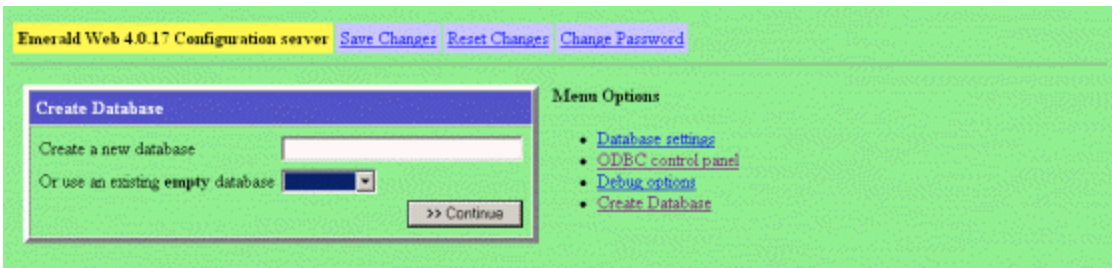 Emerald Web 4.0.17 Configuration server Save Changes Reset Changes Change Password
Create Database
Create a new database
Or use an existing empty database
>> Continue
Menu Options
Database settings
ODBC control panel
Debug options
Create Database